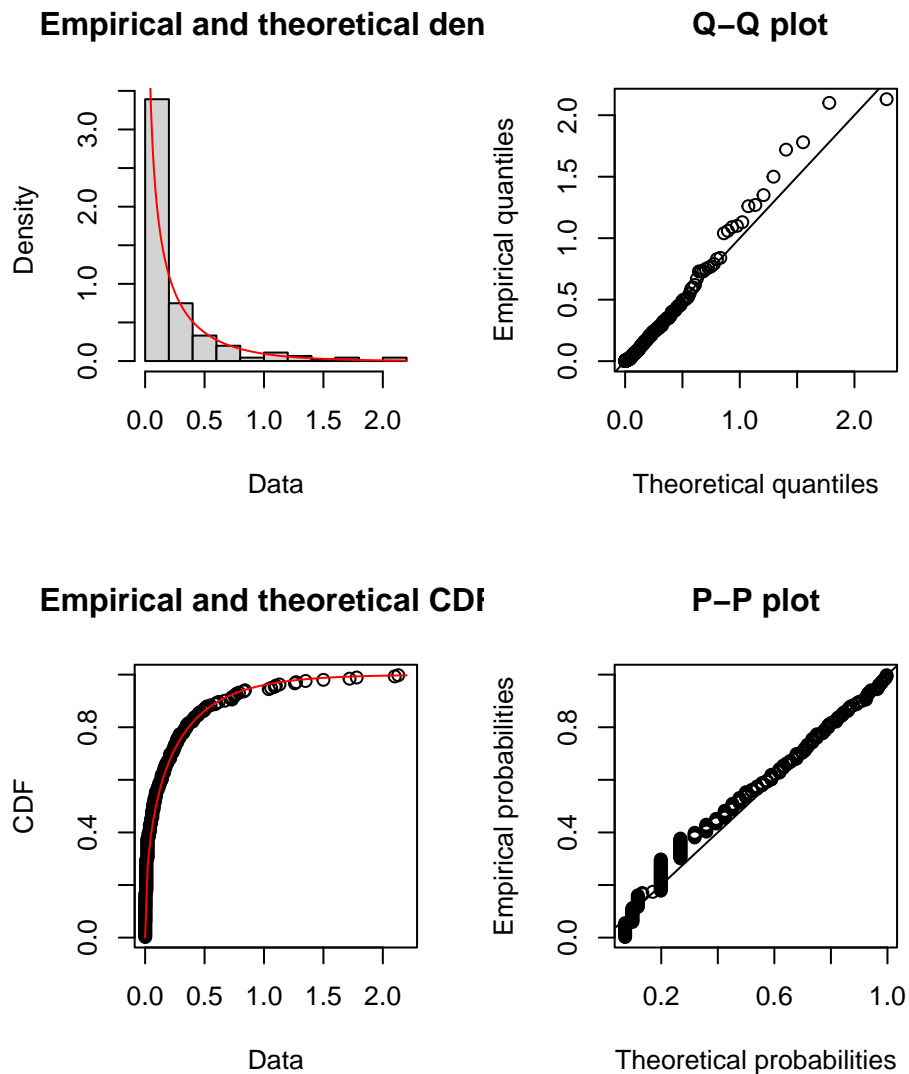 Empirical and theoretical den
Density
0.0 1.0 2.0 3.0
0.0 0.5 1.0 1.5 2.0
Data
Q−Q plot
Empirical quantiles
0.0 0.5 1.0 1.5 2.0
0.0 1.0 2.0
Theoretical quantiles
Empirical and theoretical CDF
CDF
0.0 0.4 0.8
0.0 0.5 1.0 1.5 2.0
Data
P−P plot
Empirical probabilities
0.0 0.4 0.8
0.2 0.6 1.0
Theoretical probabilities